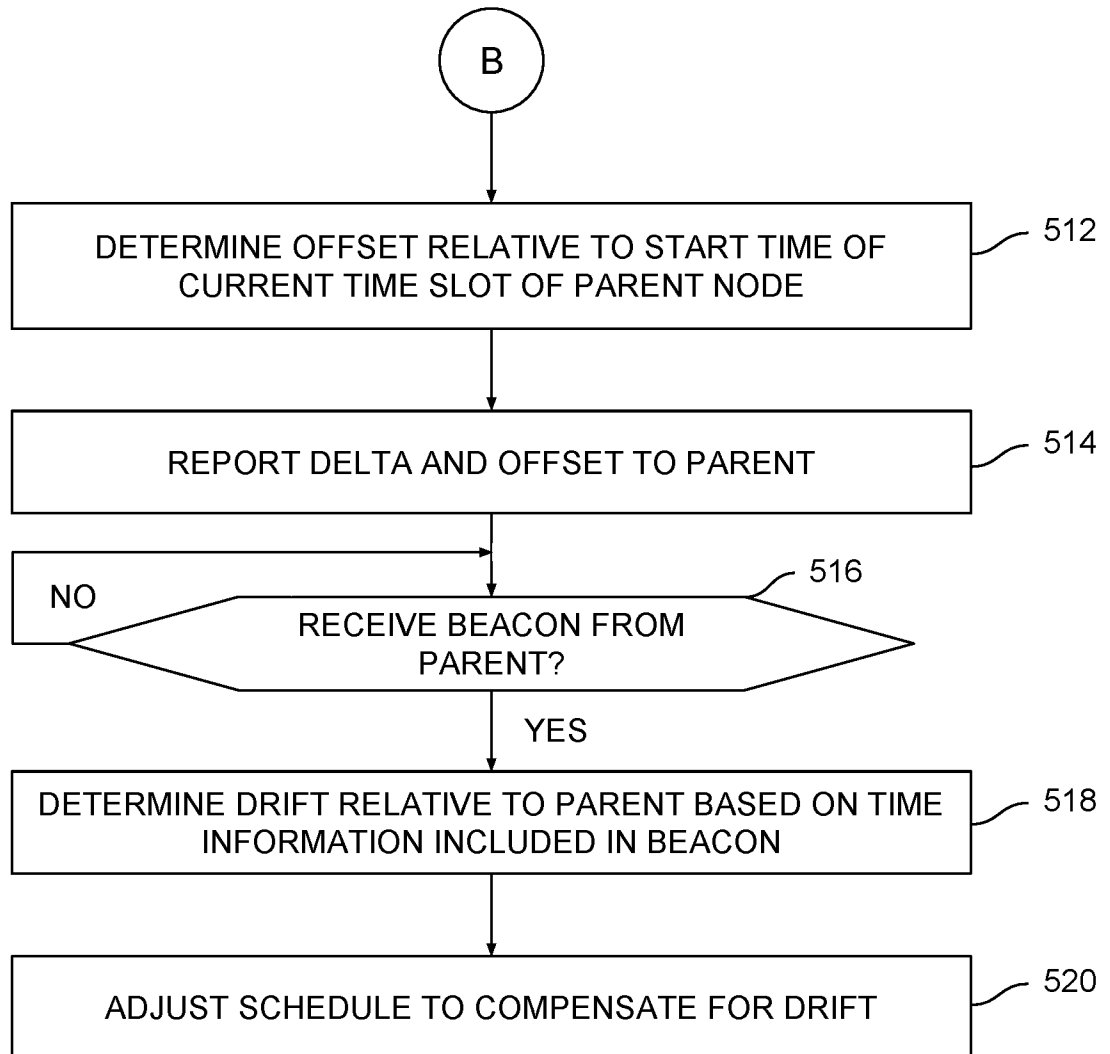 B
DETERMINE OFFSET RELATIVE TO START TIME OF
CURRENT TIME SLOT OF PARENT NODE
512
REPORT DELTA AND OFFSET TO PARENT
514
516
NO
RECEIVE BEACON FROM
PARENT?
YES
DETERMINE DRIFT RELATIVE TO PARENT BASED ON TIME
INFORMATION INCLUDED IN BEACON
518
ADJUST SCHEDULE TO COMPENSATE FOR DRIFT
520